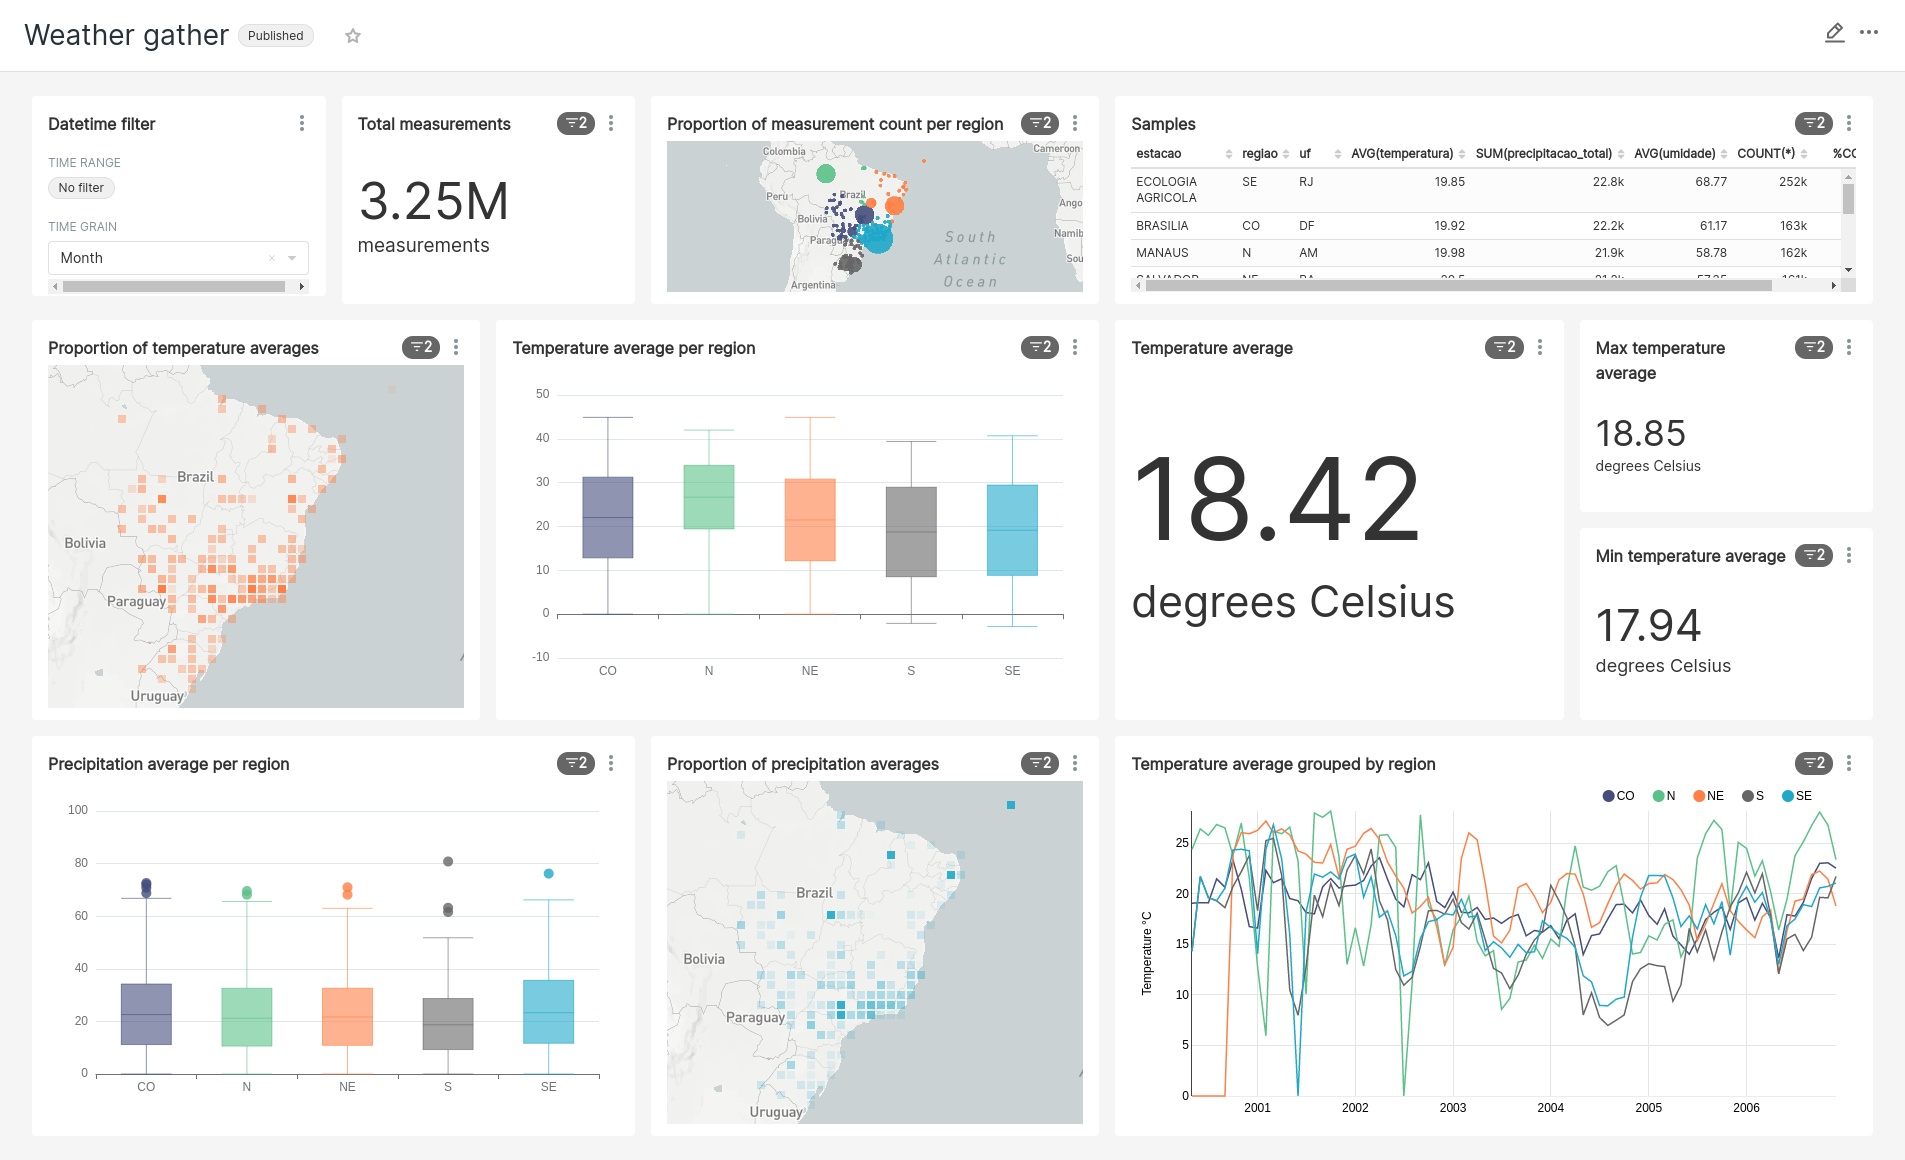 Weather gather Published
Datetime filter
TIME RANGE
No filter
TIME GRAIN
Month
Total measurements 2
3.25M
measurements
Proportion of measurement count per region 2
Colombia
Cameroon
Peru
Brazil
Ango
Bolivia
Namib
South
Atlantic
Ocean
Sou
Argentina
Samples 2
estacao regiao uf AVG(temperatura) SUM(precipitacao_total) AVG(umidade) COUNT(*) %CO
ECOLOGIA AGRICOLA SE RJ 19.85 22.8k 68.77 252k
BRASILIA CO DF 19.92 22.2k 61.17 163k
MANAUS N AM 19.98 21.9k 58.78 162k
Proportion of temperature averages 2
Brazil
Bolivia
Paraguay
Uruguay
Temperature average per region 2
50
40
30
20
10
0
-10
CO N NE S SE
Temperature average 2
18.42
degrees Celsius
Max temperature average 2
18.85
degrees Celsius
Min temperature average 2
17.94
degrees Celsius
Precipitation average per region 2
100
80
60
40
20
0
CO N NE S SE
Proportion of precipitation averages 2
Brazil
Bolivia
Paraguay
Uruguay
Temperature average grouped by region 2
CO N NE S SE
Temperature °C
25
20
15
10
5
0
2001 2002 2003 2004 2005 2006